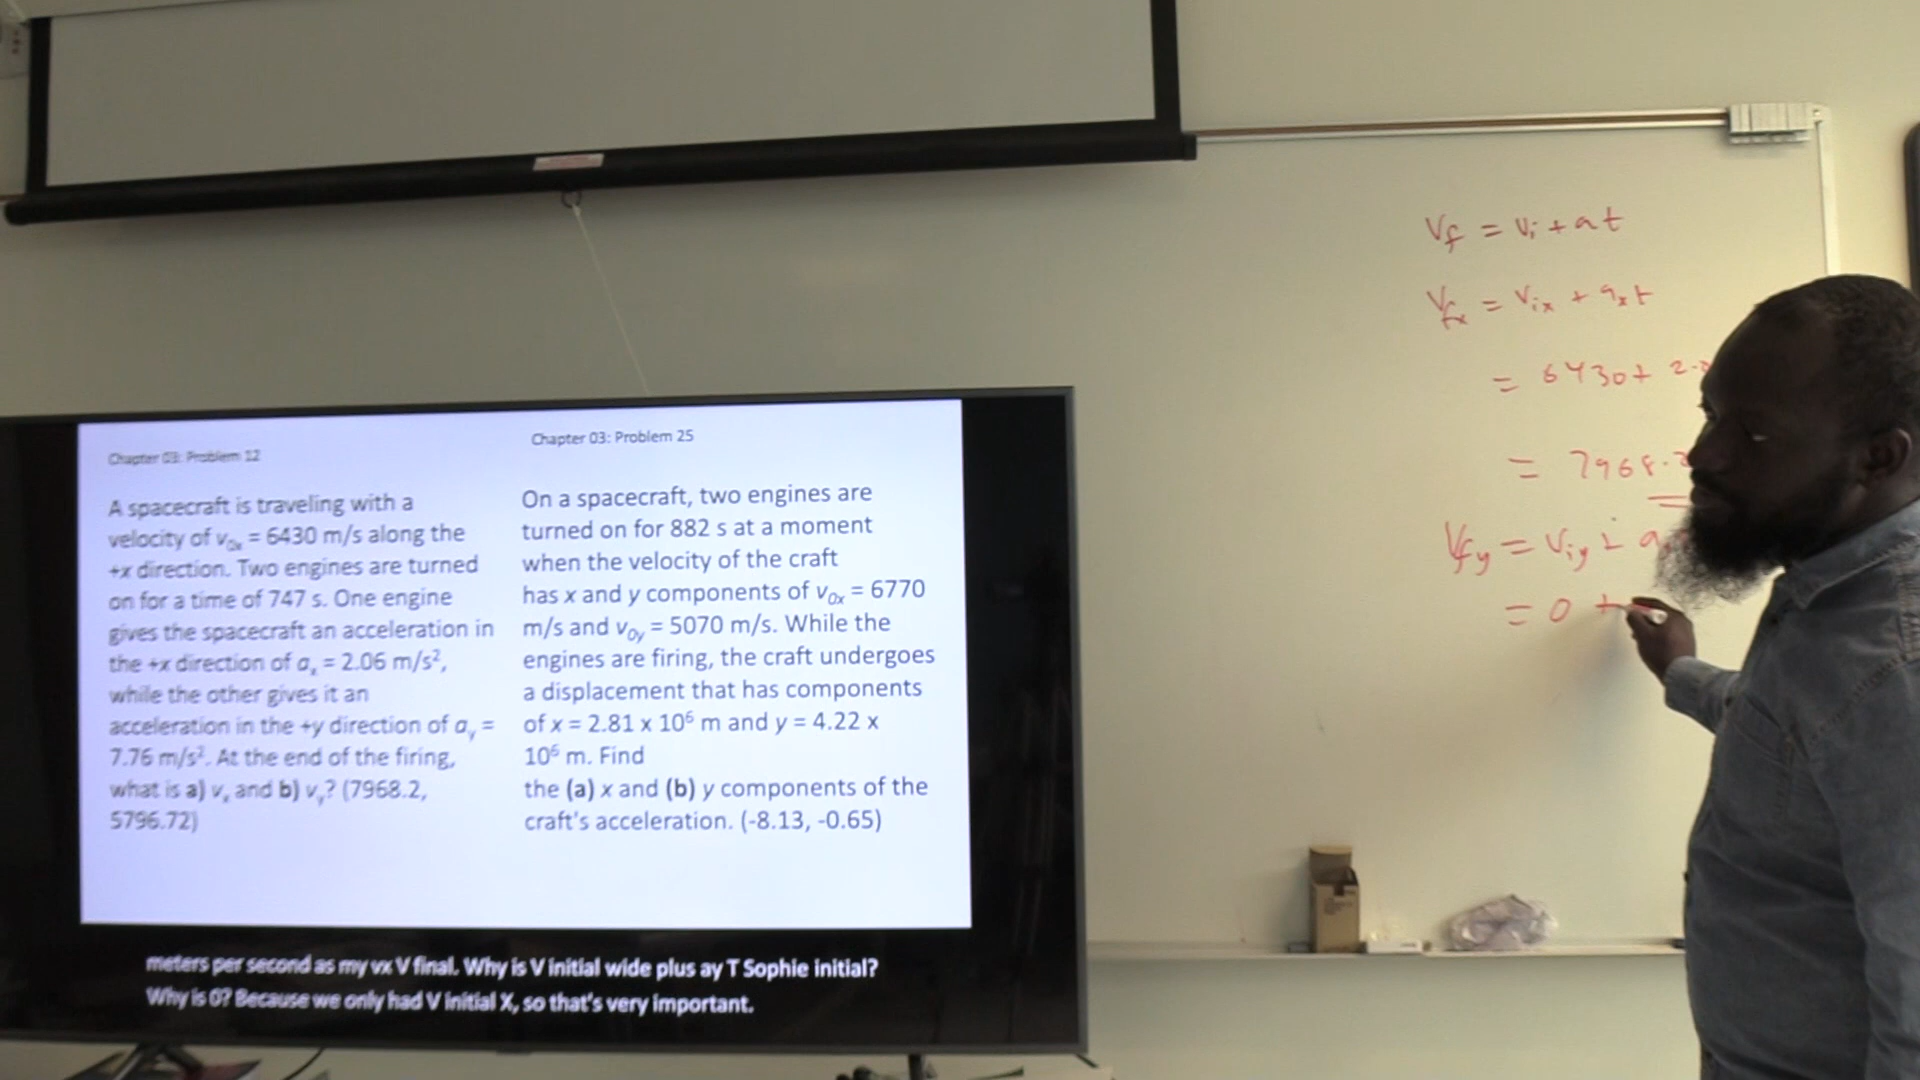 Chapter 03: Problem 12
A spacecraft is traveling with a
velocity of v0x = 6430 m/s along the
+x direction. Two engines are turned
on for a time of 747 s. One engine
gives the spacecraft an acceleration in
the +x direction of ax = 2.06 m/s²,
while the other gives it an
acceleration in the +y direction of ay =
7.76 m/s². At the end of the firing,
what is a) vx and b) vy? (7968.2,
5796.72)
Chapter 03: Problem 25
On a spacecraft, two engines are
turned on for 882 s at a moment
when the velocity of the craft
has x and y components of v0x = 6770
m/s and v0y = 5070 m/s. While the
engines are firing, the craft undergoes
a displacement that has components
of x = 2.81 x 10⁶ m and y = 4.22 x
10⁶ m. Find
the (a) x and (b) y components of the
craft's acceleration. (-8.13, -0.65)
meters per second as my vx V final. Why is V initial wide plus ay T Sophie initial?
Why is 0? Because we only had V initial X, so that's very important.
Vf = Vi + at
Vfx = Vix + axt
= 6430 + 2.
= 7968.2
Vfy = Viy + a
= 0 +